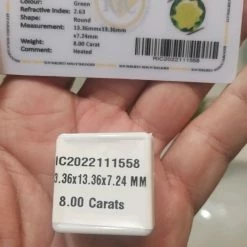 Colour: Green
Refractive Index: 2.63
Shape: Round
Measurement: 13.36mmx13.36mm
x7.24mm
Weight: 8.00 Carat
Comment: Heated
PIC2022111558
IC2022111558
3.36x13.36x7.24 MM
8.00 Carats